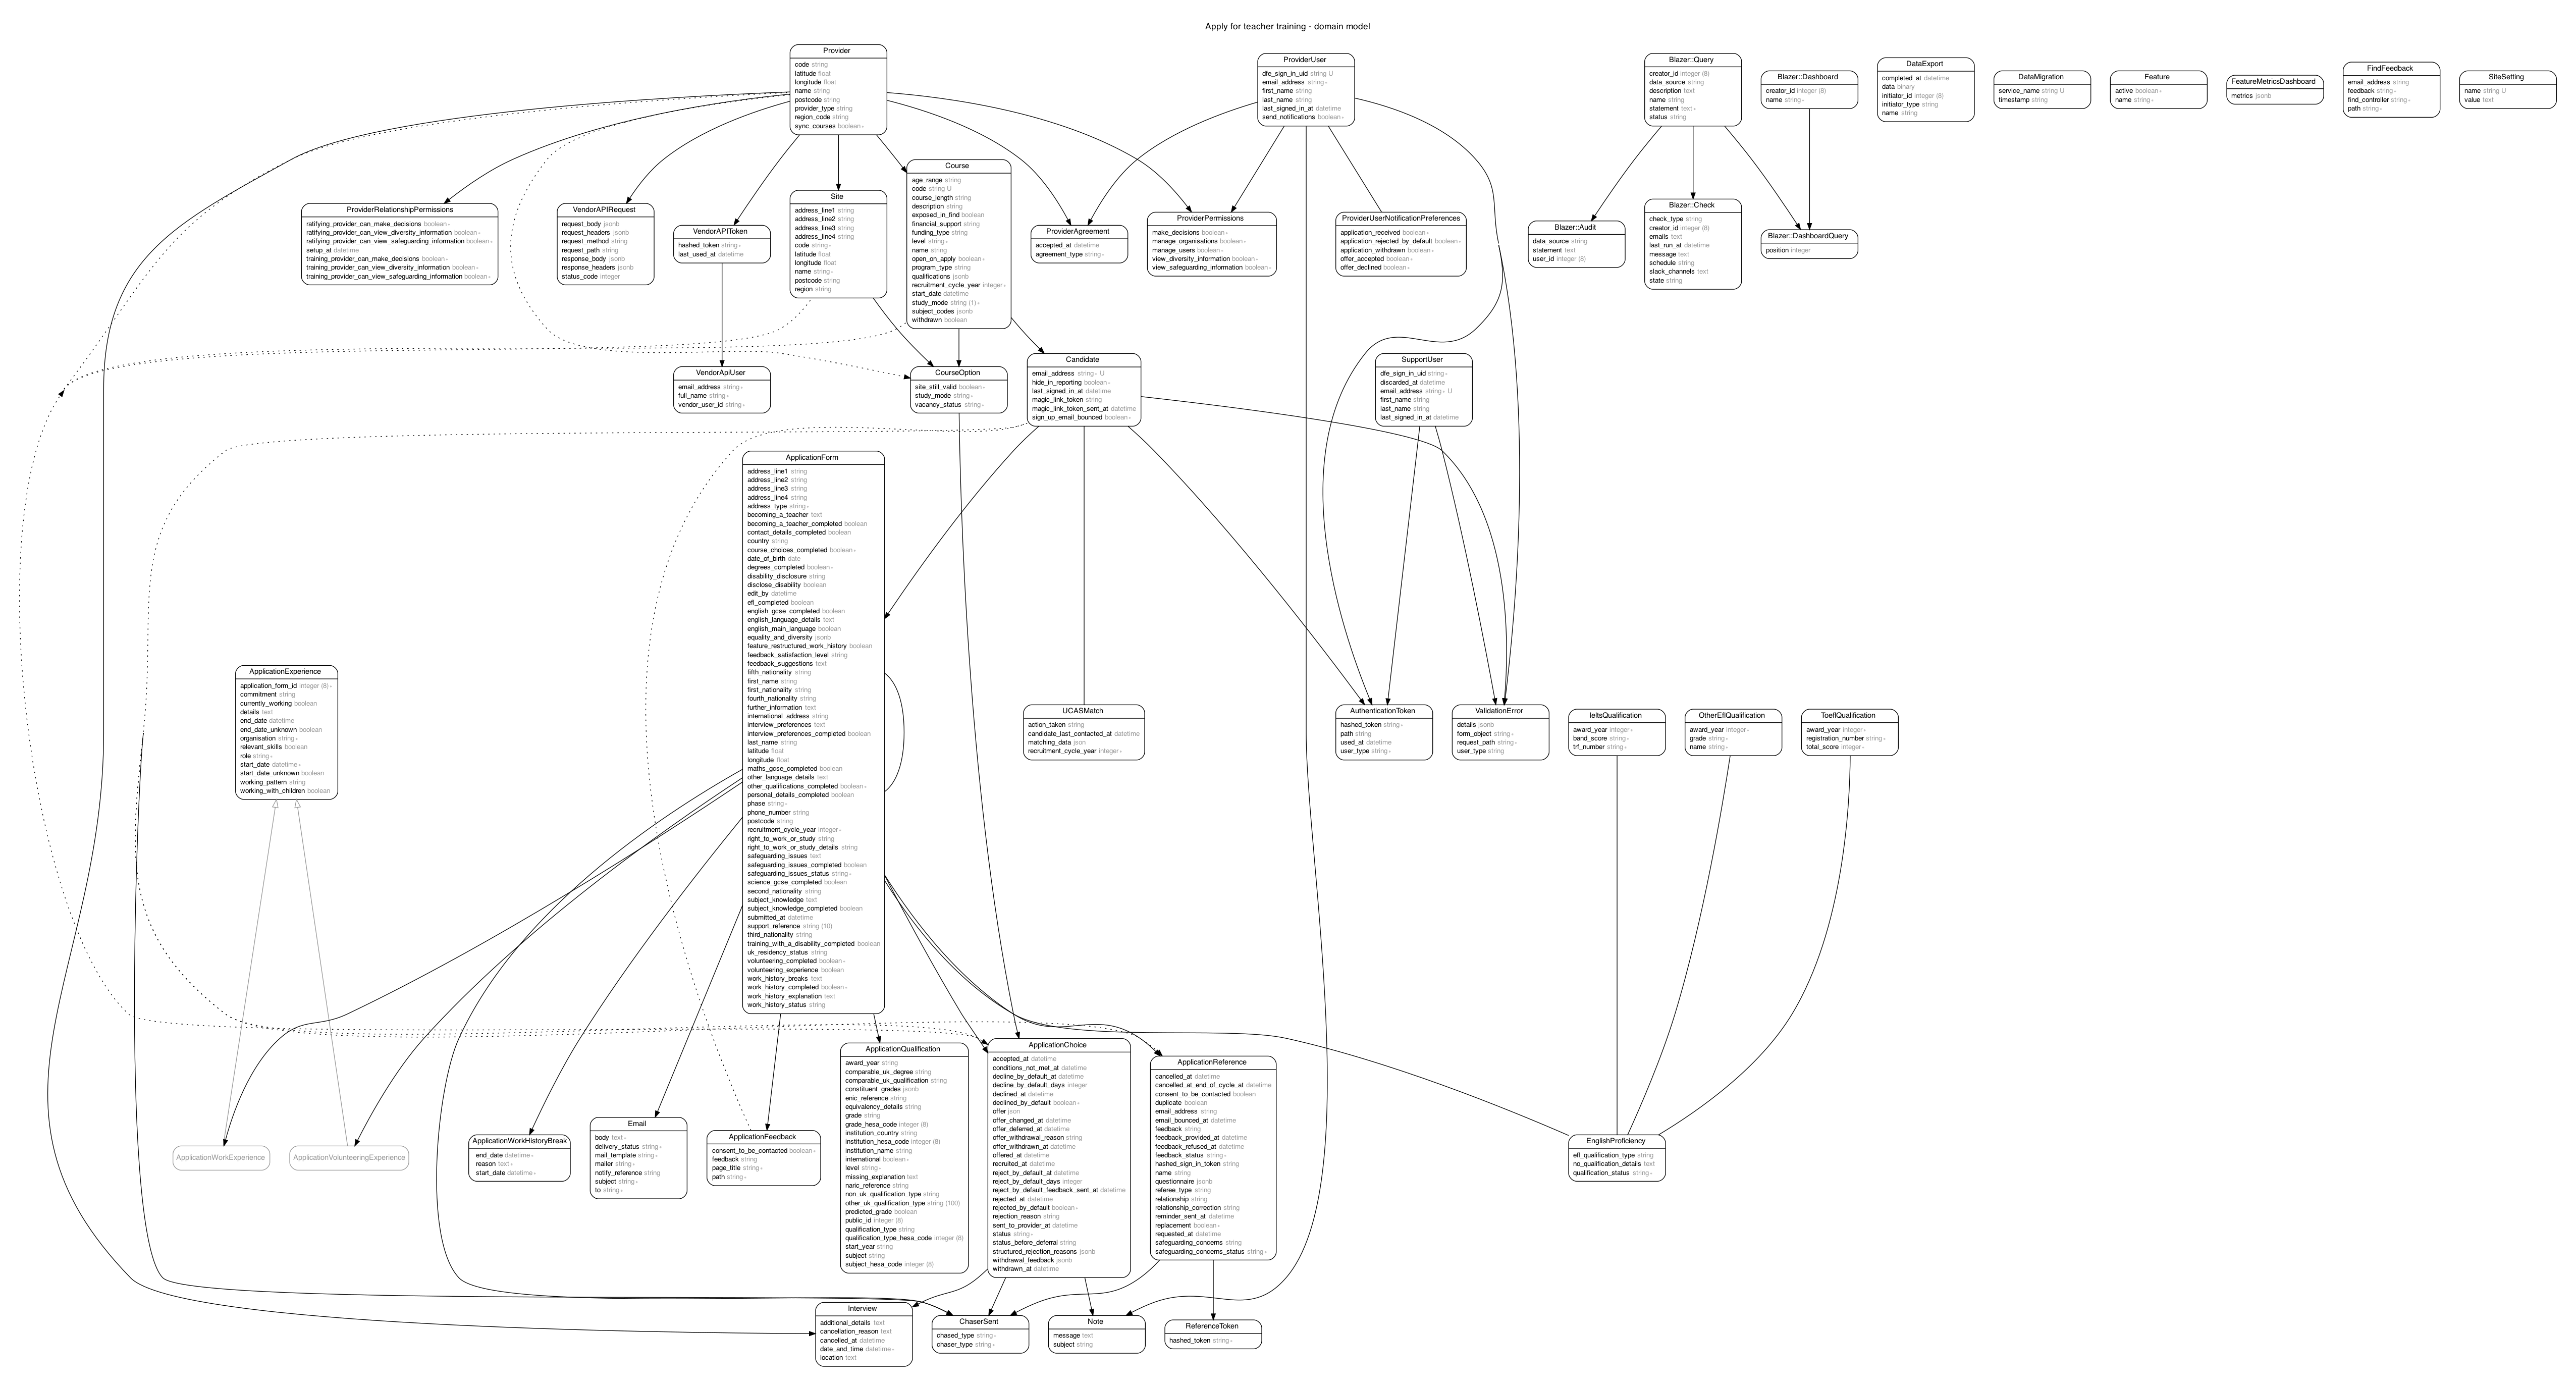 Apply for teacher training - domain model
Provider
code string
latitude float
longitude float
name string
postcode string
provider_type string
region_code string
sync_courses boolean∗
ProviderUser
dfe_sign_in_uid string U
email_address string∗
first_name string
last_name string
last_signed_in_at datetime
send_notifications boolean∗
Blazer::Query
creator_id integer (8)
data_source string
description text
name string
statement text∗
status string
Blazer::Dashboard
creator_id integer (8)
name string∗
DataExport
completed_at datetime
data binary
initiator_id integer (8)
initiator_type string
name string
DataMigration
service_name string U
timestamp string
Feature
active boolean∗
name string∗
FeatureMetricsDashboard
metrics jsonb
FindFeedback
email_address string
feedback string∗
find_controller string∗
path string∗
SiteSetting
name string U
value text
ProviderRelationshipPermissions
ratifying_provider_can_make_decisions boolean∗
ratifying_provider_can_view_diversity_information boolean∗
ratifying_provider_can_view_safeguarding_information boolean∗
setup_at datetime
training_provider_can_make_decisions boolean∗
training_provider_can_view_diversity_information boolean∗
training_provider_can_view_safeguarding_information boolean∗
VendorAPIRequest
request_body jsonb
request_headers jsonb
request_method string
request_path string
response_body jsonb
response_headers jsonb
status_code integer
VendorAPIToken
hashed_token string∗
last_used_at datetime
Site
address_line1 string
address_line2 string
address_line3 string
address_line4 string
code string∗
latitude float
longitude float
name string∗
postcode string
region string
Course
age_range string
code string U
course_length string
description string
exposed_in_find boolean
financial_support string
funding_type string
level string∗
name string
open_on_apply boolean∗
program_type string
qualifications jsonb
recruitment_cycle_year integer∗
start_date datetime
study_mode string (1)∗
subject_codes jsonb
withdrawn boolean
ProviderAgreement
accepted_at datetime
agreement_type string∗
ProviderPermissions
make_decisions boolean∗
manage_organisations boolean∗
manage_users boolean∗
view_diversity_information boolean∗
view_safeguarding_information boolean∗
ProviderUserNotificationPreferences
application_received boolean∗
application_rejected_by_default boolean∗
application_withdrawn boolean∗
offer_accepted boolean∗
offer_declined boolean∗
Blazer::Audit
data_source string
statement text
user_id integer (8)
Blazer::Check
check_type string
creator_id integer (8)
emails text
last_run_at datetime
message text
schedule string
slack_channels text
state string
Blazer::DashboardQuery
position integer
VendorApiUser
email_address string∗
full_name string∗
vendor_user_id string∗
CourseOption
site_still_valid boolean∗
study_mode string∗
vacancy_status string∗
Candidate
email_address string∗ U
hide_in_reporting boolean∗
last_signed_in_at datetime
magic_link_token string
magic_link_token_sent_at datetime
sign_up_email_bounced boolean∗
SupportUser
dfe_sign_in_uid string∗
discarded_at datetime
email_address string∗ U
first_name string
last_name string
last_signed_in_at datetime
ApplicationForm
address_line1 string
address_line2 string
address_line3 string
address_line4 string
address_type string∗
becoming_a_teacher text
becoming_a_teacher_completed boolean
contact_details_completed boolean
country string
course_choices_completed boolean∗
date_of_birth date
degrees_completed boolean∗
disability_disclosure string
disclose_disability boolean
edit_by datetime
efl_completed boolean
english_gcse_completed boolean
english_language_details text
english_main_language boolean
equality_and_diversity jsonb
feature_restructured_work_history boolean
feedback_satisfaction_level string
feedback_suggestions text
fifth_nationality string
first_name string
first_nationality string
fourth_nationality string
further_information text
international_address string
interview_preferences text
interview_preferences_completed boolean
last_name string
latitude float
longitude float
maths_gcse_completed boolean
other_language_details text
other_qualifications_completed boolean∗
personal_details_completed boolean
phase string∗
phone_number string
postcode string
recruitment_cycle_year integer∗
right_to_work_or_study string
right_to_work_or_study_details string
safeguarding_issues text
safeguarding_issues_completed boolean
safeguarding_issues_status string∗
science_gcse_completed boolean
second_nationality string
subject_knowledge text
subject_knowledge_completed boolean
submitted_at datetime
support_reference string (10)
third_nationality string
training_with_a_disability_completed boolean
uk_residency_status string
volunteering_completed boolean∗
volunteering_experience boolean
work_history_breaks text
work_history_completed boolean∗
work_history_explanation text
work_history_status string
ApplicationExperience
application_form_id integer (8)∗
commitment string
currently_working boolean
details text
end_date datetime
end_date_unknown boolean
organisation string∗
relevant_skills boolean
role string∗
start_date datetime∗
start_date_unknown boolean
working_pattern string
working_with_children boolean
UCASMatch
action_taken string
candidate_last_contacted_at datetime
matching_data json
recruitment_cycle_year integer∗
AuthenticationToken
hashed_token string∗
path string
used_at datetime
user_type string∗
ValidationError
details jsonb
form_object string∗
request_path string∗
user_type string
IeltsQualification
award_year integer∗
band_score string∗
trf_number string∗
OtherEflQualification
award_year integer∗
grade string∗
name string∗
ToeflQualification
award_year integer∗
registration_number string∗
total_score integer∗
ApplicationWorkExperience
ApplicationVolunteeringExperience
ApplicationWorkHistoryBreak
end_date datetime∗
reason text∗
start_date datetime∗
Email
body text∗
delivery_status string∗
mail_template string∗
mailer string∗
notify_reference string
subject string∗
to string∗
ApplicationFeedback
consent_to_be_contacted boolean∗
feedback string
page_title string∗
path string∗
ApplicationQualification
award_year string
comparable_uk_degree string
comparable_uk_qualification string
constituent_grades jsonb
enic_reference string
equivalency_details string
grade string
grade_hesa_code integer (8)
institution_country string
institution_hesa_code integer (8)
institution_name string
international boolean∗
level string∗
missing_explanation text
naric_reference string
non_uk_qualification_type string
other_uk_qualification_type string (100)
predicted_grade boolean
public_id integer (8)
qualification_type string
qualification_type_hesa_code integer (8)
start_year string
subject string
subject_hesa_code integer (8)
ApplicationChoice
accepted_at datetime
conditions_not_met_at datetime
decline_by_default_at datetime
decline_by_default_days integer
declined_at datetime
declined_by_default boolean∗
offer json
offer_changed_at datetime
offer_deferred_at datetime
offer_withdrawal_reason string
offer_withdrawn_at datetime
offered_at datetime
recruited_at datetime
reject_by_default_at datetime
reject_by_default_days integer
reject_by_default_feedback_sent_at datetime
rejected_at datetime
rejected_by_default boolean∗
rejection_reason string
sent_to_provider_at datetime
status string∗
status_before_deferral string
structured_rejection_reasons jsonb
withdrawal_feedback jsonb
withdrawn_at datetime
ApplicationReference
cancelled_at datetime
cancelled_at_end_of_cycle_at datetime
consent_to_be_contacted boolean
duplicate boolean
email_address string
email_bounced_at datetime
feedback string
feedback_provided_at datetime
feedback_refused_at datetime
feedback_status string∗
hashed_sign_in_token string
name string
questionnaire jsonb
referee_type string
relationship string
relationship_correction string
reminder_sent_at datetime
replacement boolean∗
requested_at datetime
safeguarding_concerns string
safeguarding_concerns_status string∗
EnglishProficiency
efl_qualification_type string
no_qualification_details text
qualification_status string∗
Interview
additional_details text
cancellation_reason text
cancelled_at datetime
date_and_time datetime∗
location text
ChaserSent
chased_type string∗
chaser_type string∗
Note
message text
subject string
ReferenceToken
hashed_token string∗